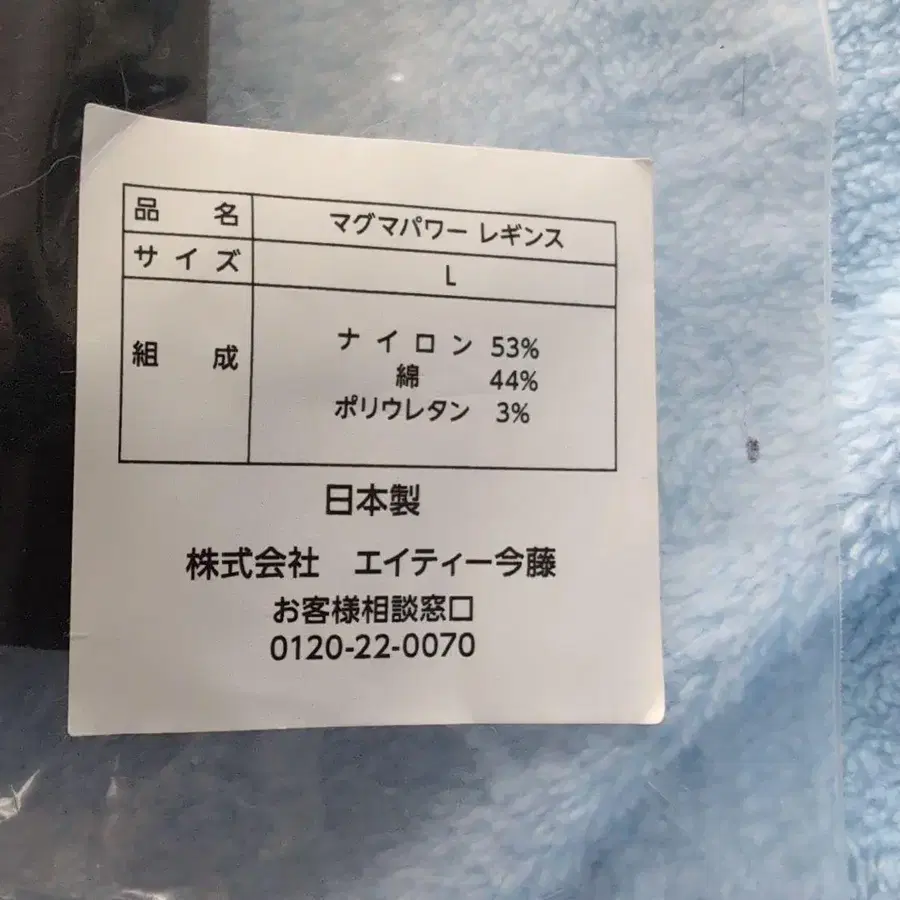 品名 マグマパワー レギンス
サイズ L
組成 ナイロン 53%
綿 44%
ポリウレタン 3%
日本製
株式会社 エイティー今藤
お客様相談窓口
0120-22-0070